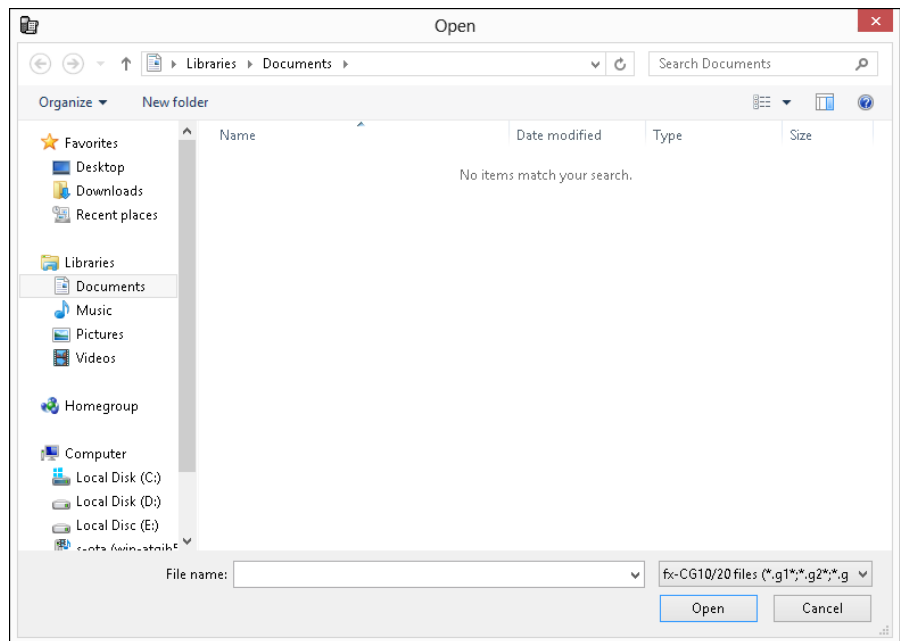 Open
Libraries Documents
Search Documents
Organize New folder
Name Date modified Type Size
No items match your search.
Favorites
Desktop
Downloads
Recent places
Libraries
Documents
Music
Pictures
Videos
Homegroup
Computer
Local Disk (C:)
Local Disk (D:)
Local Disc (E:)
File name:
fx-CG10/20 files (*.g1*;*.g2*;*.g
Open Cancel